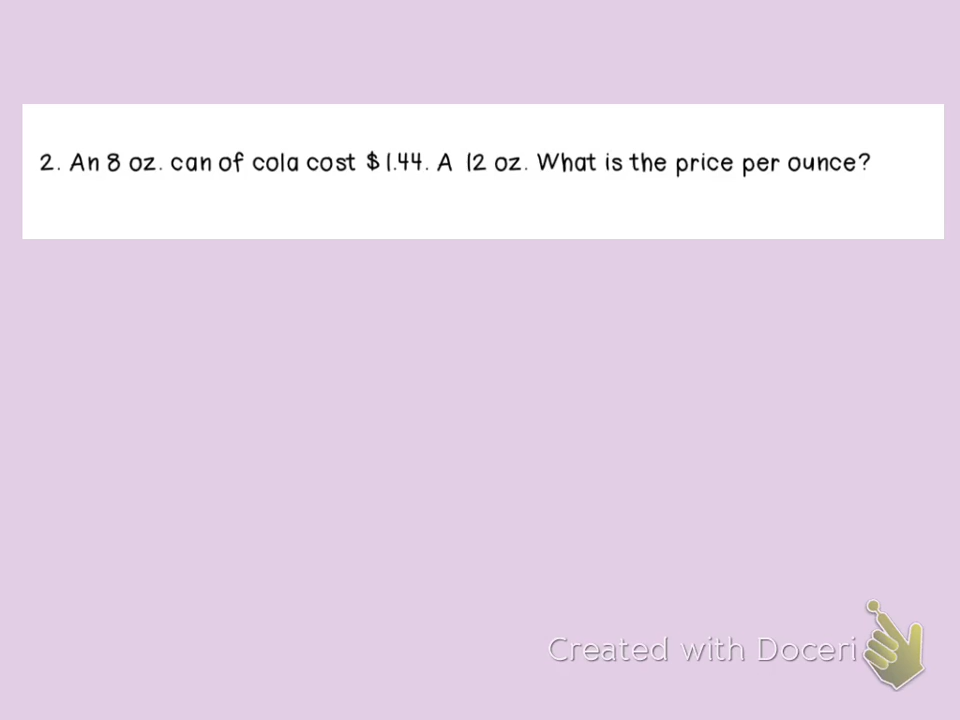 2. An 8 oz. can of cola cost $1.44. A 12 oz. What is the price per ounce?
Created with Doceri